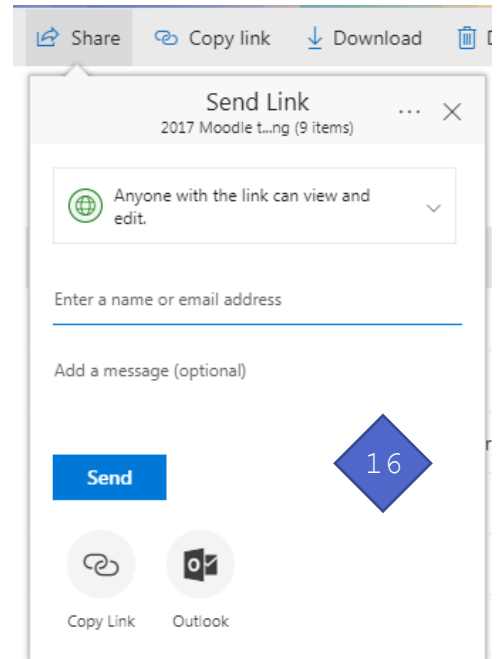 Share Copy link Download D
Send Link
2017 Moodle t...ng (9 items)
Anyone with the link can view and
edit.
Enter a name or email address
Add a message (optional)
16
r
Send
Copy Link Outlook